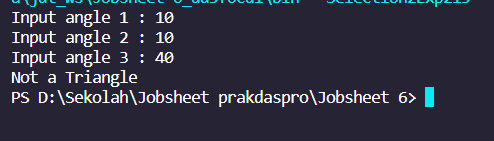 Input angle 1 : 10
Input angle 2 : 10
Input angle 3 : 40
Not a Triangle
PS D:\Sekolah\Jobsheet prakdaspro\Jobsheet 6>